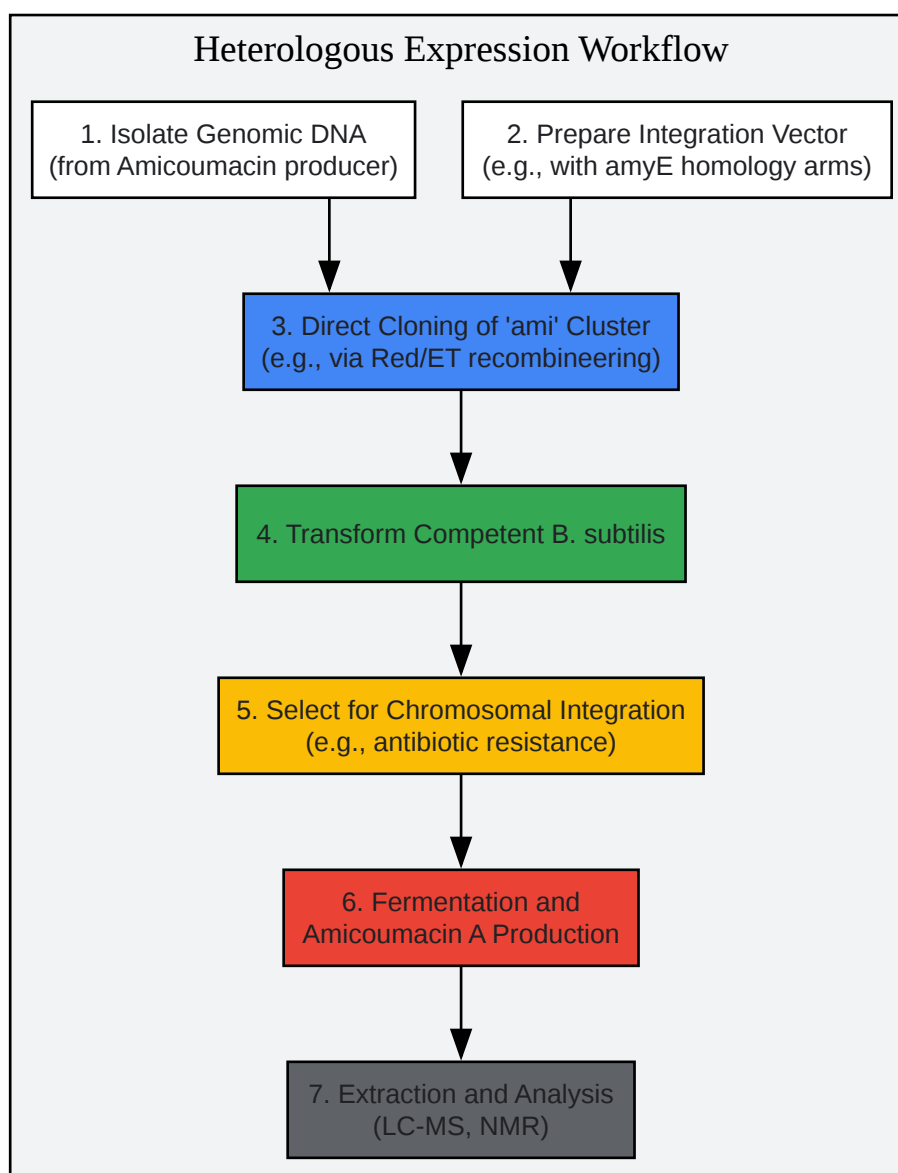 Heterologous Expression Workflow
1. Isolate Genomic DNA
(from Amicoumacin producer)
2. Prepare Integration Vector
(e.g., with amyE homology arms)
3. Direct Cloning of 'ami' Cluster
(e.g., via Red/ET recombineering)
4. Transform Competent B. subtilis
5. Select for Chromosomal Integration
(e.g., antibiotic resistance)
6. Fermentation and
Amicoumacin A Production
7. Extraction and Analysis
(LC-MS, NMR)